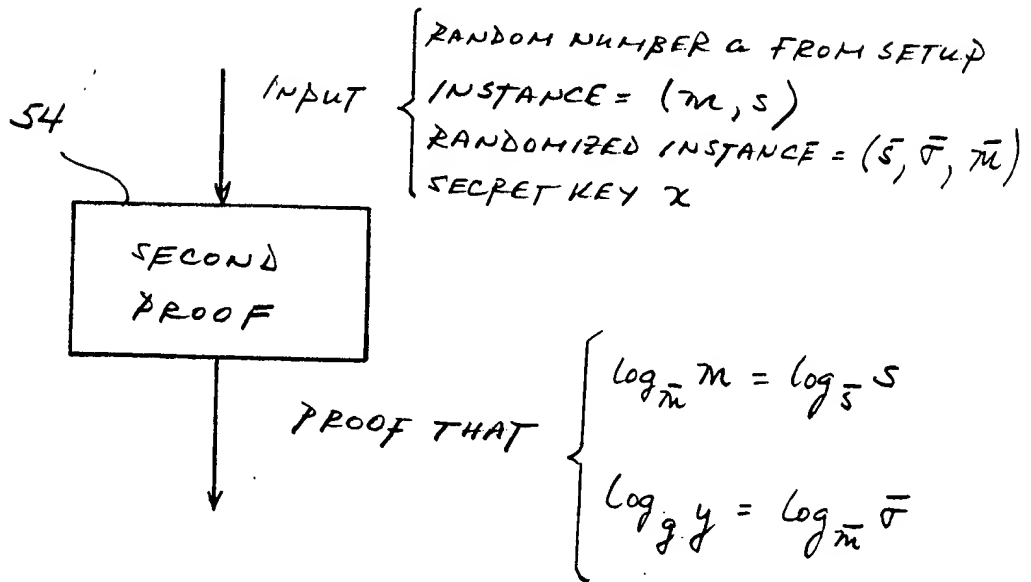 54
INPUT
RANDOM NUMBER a FROM SETUP
INSTANCE = (m, s)
RANDOMIZED INSTANCE = (s̄, σ̄, m̄)
SECRET KEY x
SECOND
PROOF
PROOF THAT
log_m̄ m = log_s̄ s
log_g y = log_m̄ σ̄